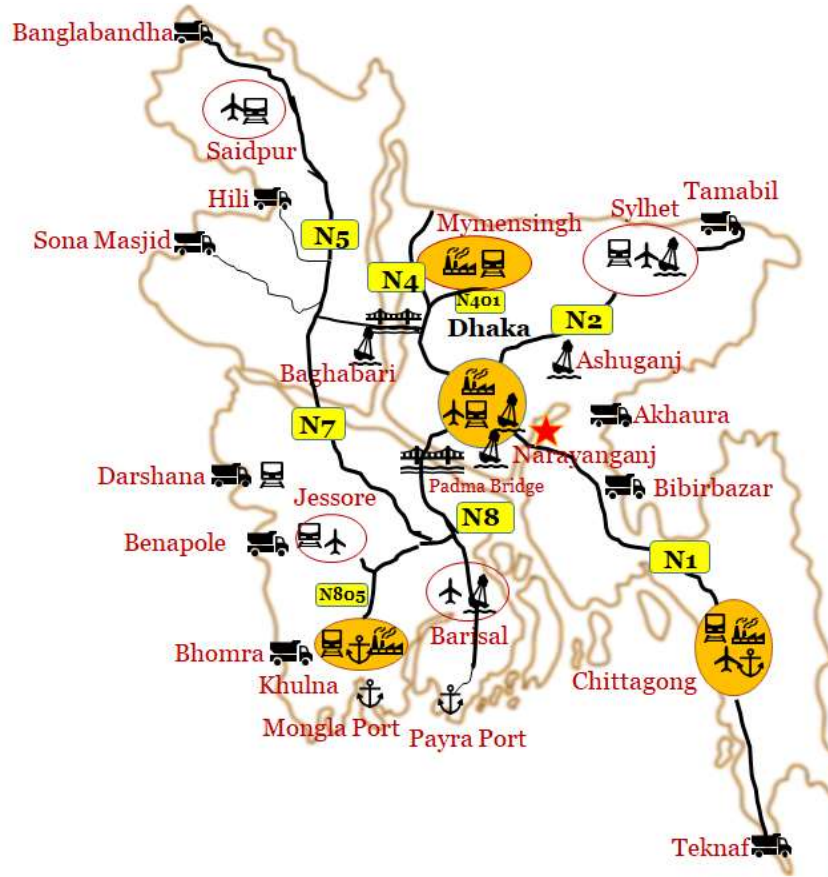 Banglabandha
Saidpur
Hili
Tamabil
Sylhet
Mymensingh
Sona Masjid
N5
N4
N401
N2
Dhaka
Ashuganj
Baghabari
Akhaura
N7
Narayanganj
Darshana
Padma Bridge
Bibirbazar
Jessore
N8
Benapole
N1
N805
Barisal
Bhomra
Khulna
Chittagong
Mongla Port
Payra Port
Teknaf